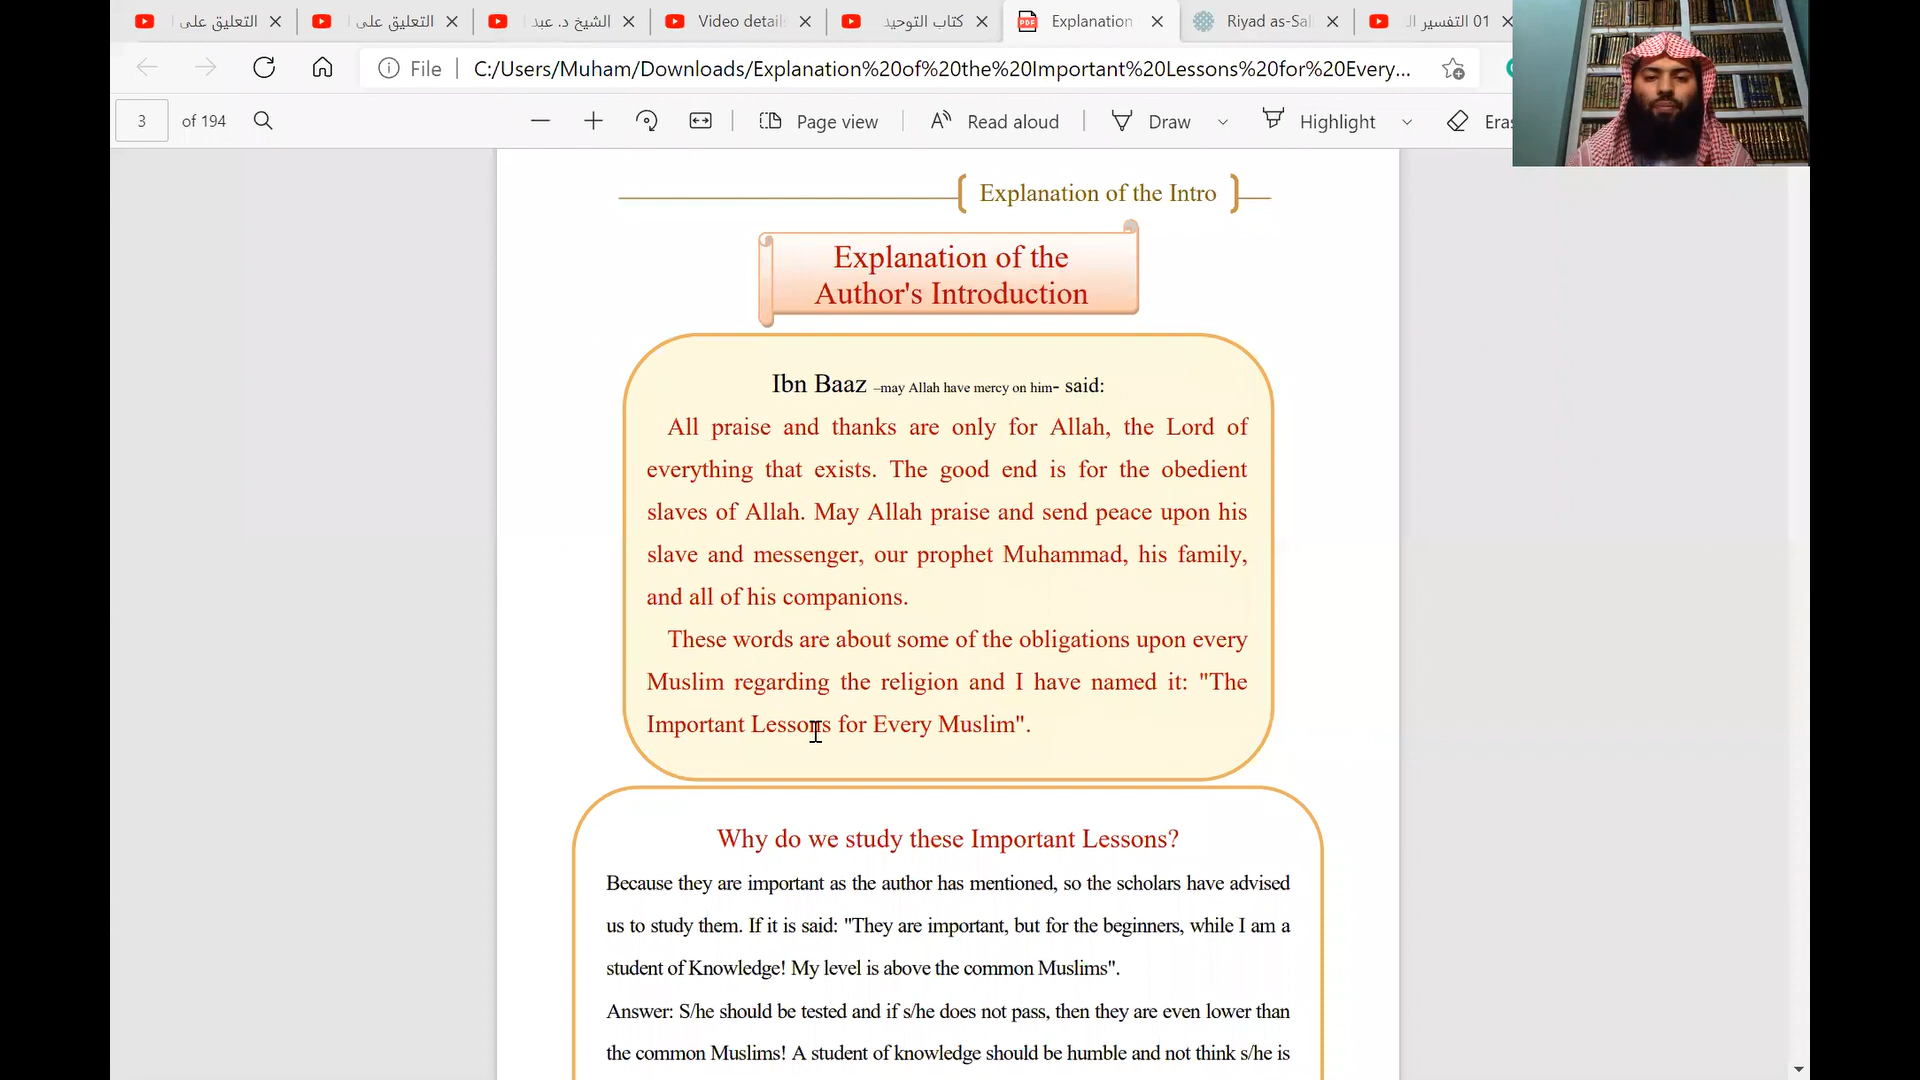 التعليق على
التعليق على
الشيخ د. عبد
Video detail
كتاب التوحيد
Explanation
Riyad as-Sal
01 التفسير ال
File
C:/Users/Muham/Downloads/Explanation%20of%20the%20Important%20Lessons%20for%20Every...
3 of 194
Page view
Read aloud
Draw
Highlight
Eras
Explanation of the Intro
Explanation of the
Author's Introduction
Ibn Baaz –may Allah have mercy on him- said:
All praise and thanks are only for Allah, the Lord of
everything that exists. The good end is for the obedient
slaves of Allah. May Allah praise and send peace upon his
slave and messenger, our prophet Muhammad, his family,
and all of his companions.
These words are about some of the obligations upon every
Muslim regarding the religion and I have named it: "The
Important Lessons for Every Muslim".
Why do we study these Important Lessons?
Because they are important as the author has mentioned, so the scholars have advised
us to study them. If it is said: "They are important, but for the beginners, while I am a
student of Knowledge! My level is above the common Muslims".
Answer: S/he should be tested and if s/he does not pass, then they are even lower than
the common Muslims! A student of knowledge should be humble and not think s/he is